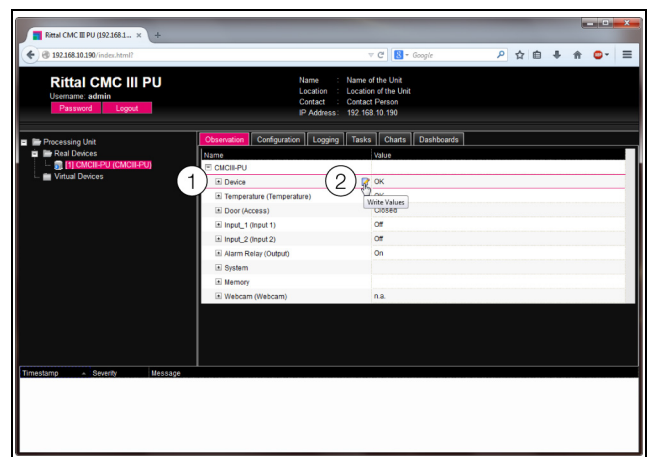 Rittal CMC III PU (192.168.1... × +
192.168.10.190/index.html? Google
Rittal CMC III PU
Username: admin
Password Logout
Name : Name of the Unit
Location : Location of the Unit
Contact : Contact Person
IP Address : 192.168.10.190
Processing Unit
Real Devices
[1] CMCIII-PU (CMCIII-PU)
Virtual Devices
Observation Configuration Logging Tasks Charts Dashboards
Name Value
CMCIII-PU
1 Device 2 OK
Temperature (Temperature) OK
Write Values
Door (Access) Closed
Input_1 (Input 1) Off
Input_2 (Input 2) Off
Alarm Relay (Output) On
System
Memory
Webcam (Webcam) n.a.
Timestamp Severity Message